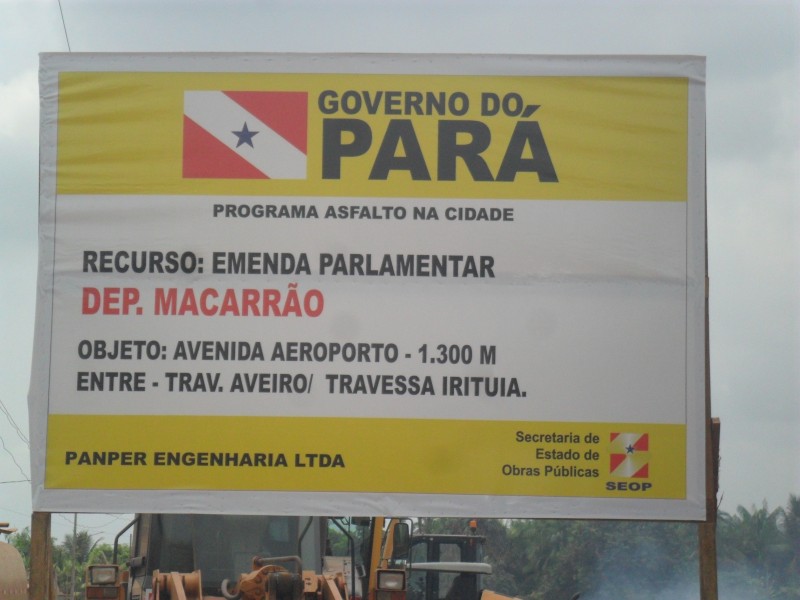 GOVERNO DO
PARÁ
PROGRAMA ASFALTO NA CIDADE
RECURSO: EMENDA PARLAMENTAR
DEP. MACARRÃO
OBJETO: AVENIDA AEROPORTO - 1.300 M
ENTRE - TRAV. AVEIRO/ TRAVESSA IRITUIA.
PANPER ENGENHARIA LTDA
Secretaria de
Estado de
Obras Públicas
SEOP